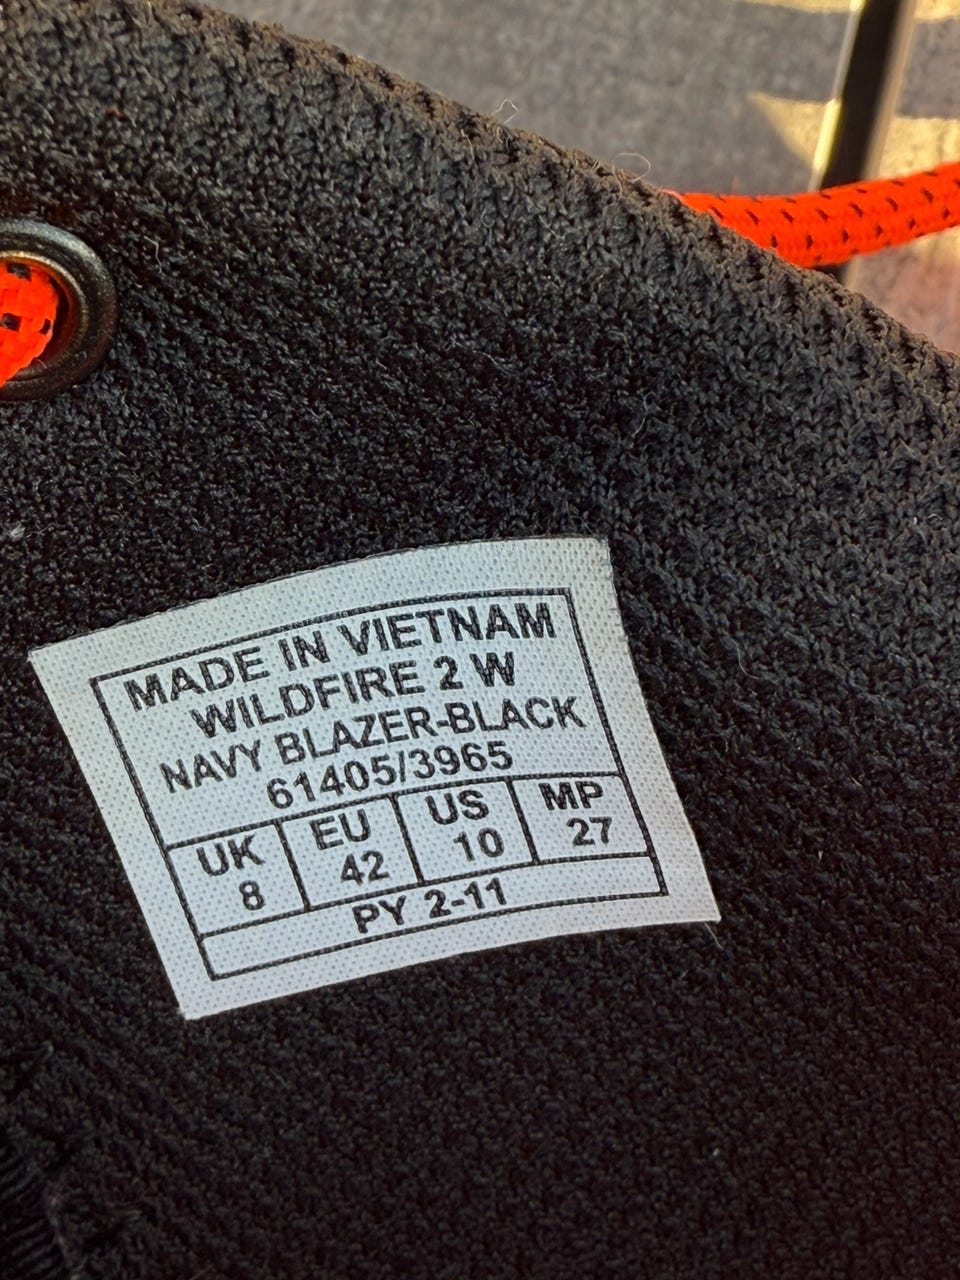 MADE IN VIETNAM
WILDFIRE 2 W
NAVY BLAZER-BLACK
61405/3965
UK EU US MP
8 42 10 27
PY 2-11